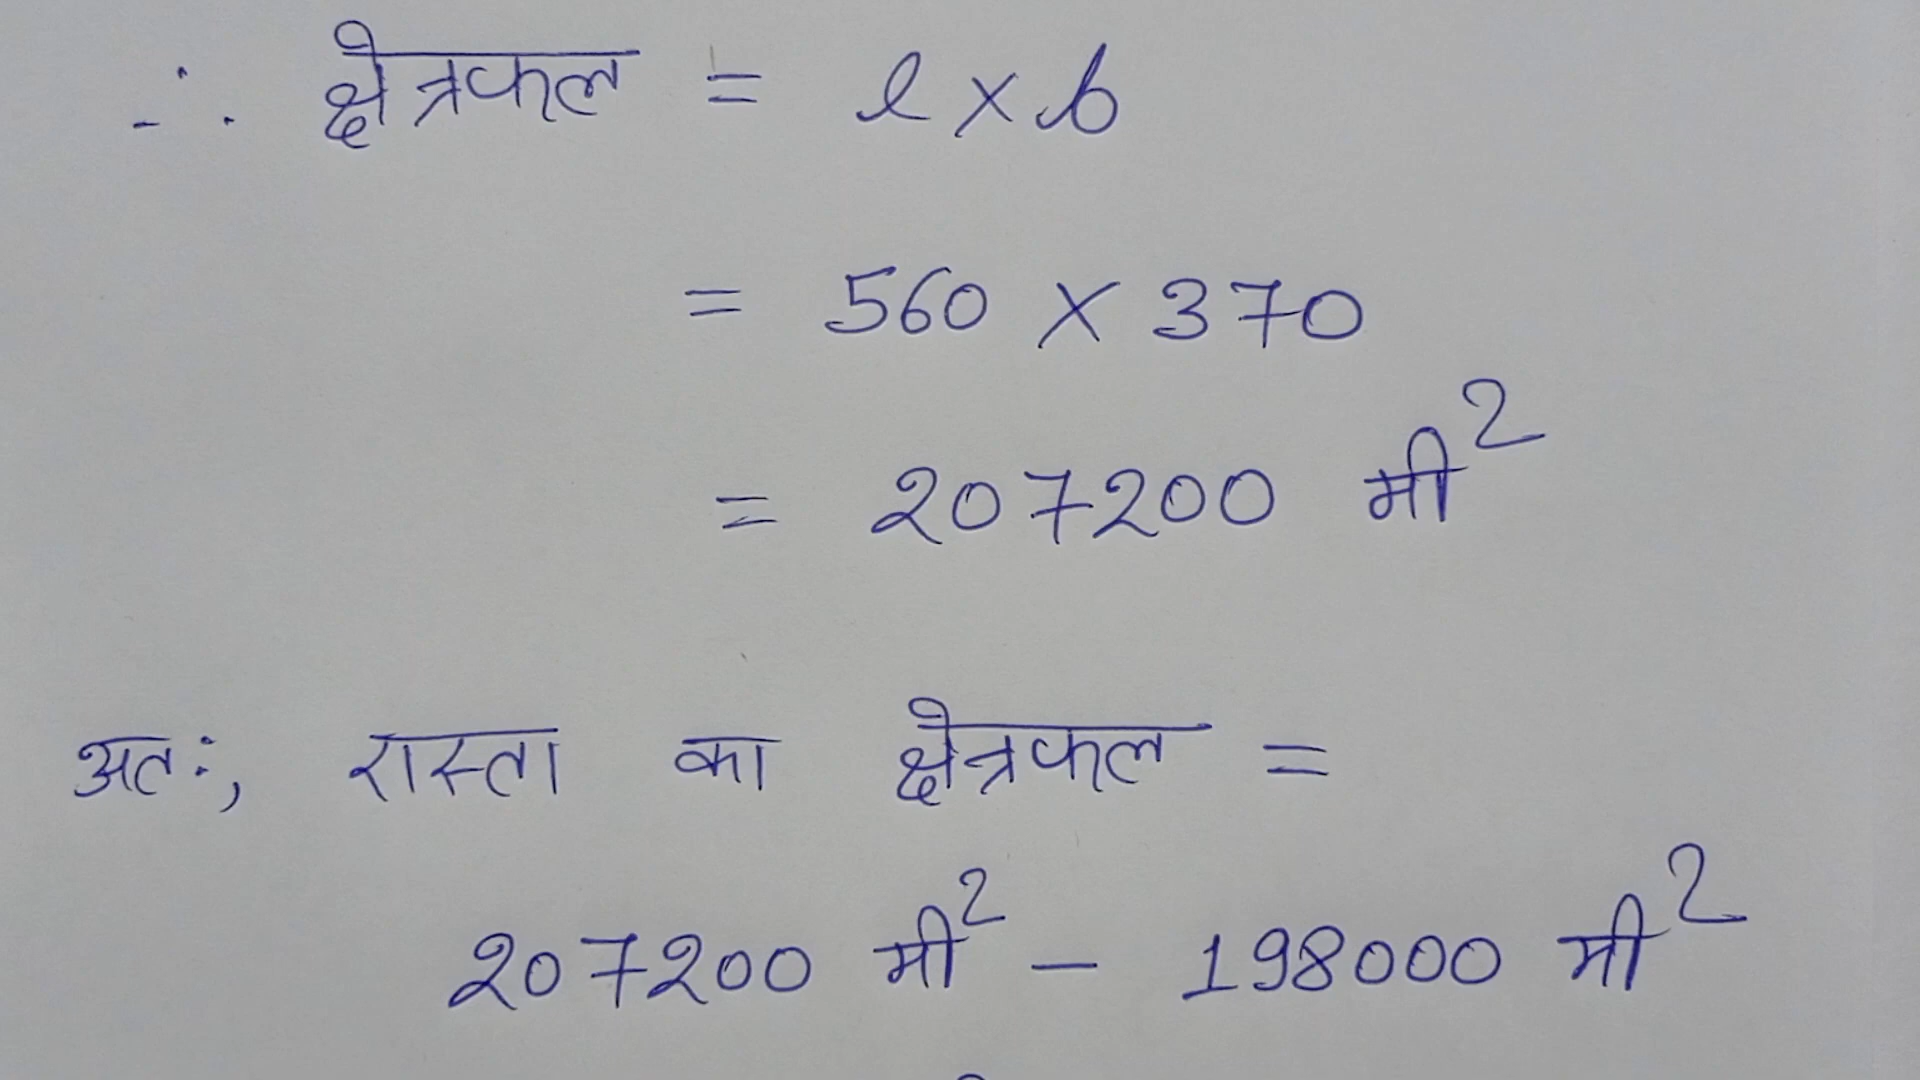 ∴ क्षेत्रफल = l × b
= 560 × 370
= 207200 मी²
अतः, रास्ता का क्षेत्रफल =
207200 मी² - 198000 मी²